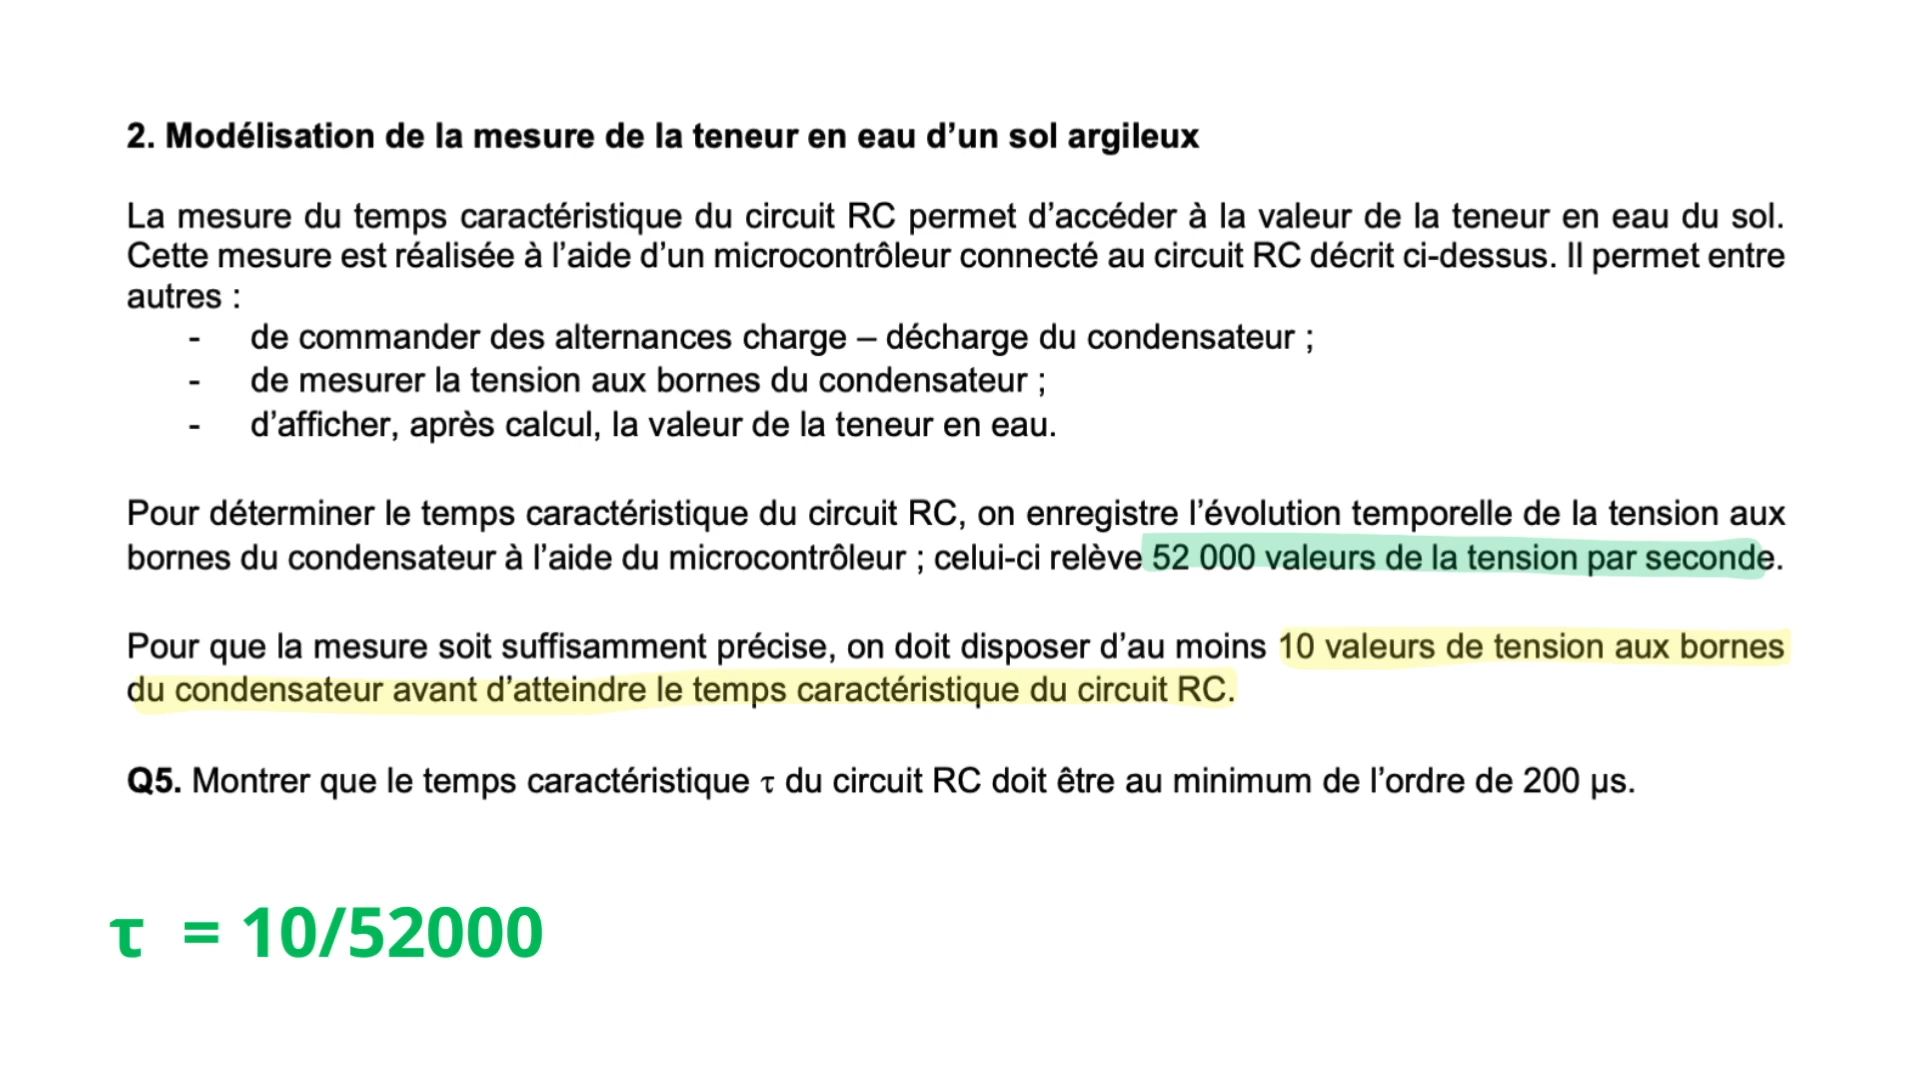 2. Modélisation de la mesure de la teneur en eau d’un sol argileux
La mesure du temps caractéristique du circuit RC permet d’accéder à la valeur de la teneur en eau du sol.
Cette mesure est réalisée à l’aide d’un microcontrôleur connecté au circuit RC décrit ci-dessus. Il permet entre
autres :
- de commander des alternances charge – décharge du condensateur ;
- de mesurer la tension aux bornes du condensateur ;
- d’afficher, après calcul, la valeur de la teneur en eau.
Pour déterminer le temps caractéristique du circuit RC, on enregistre l’évolution temporelle de la tension aux
bornes du condensateur à l’aide du microcontrôleur ; celui-ci relève 52 000 valeurs de la tension par seconde.
Pour que la mesure soit suffisamment précise, on doit disposer d’au moins 10 valeurs de tension aux bornes
du condensateur avant d’atteindre le temps caractéristique du circuit RC.
Q5. Montrer que le temps caractéristique τ du circuit RC doit être au minimum de l’ordre de 200 µs.
τ = 10/52000